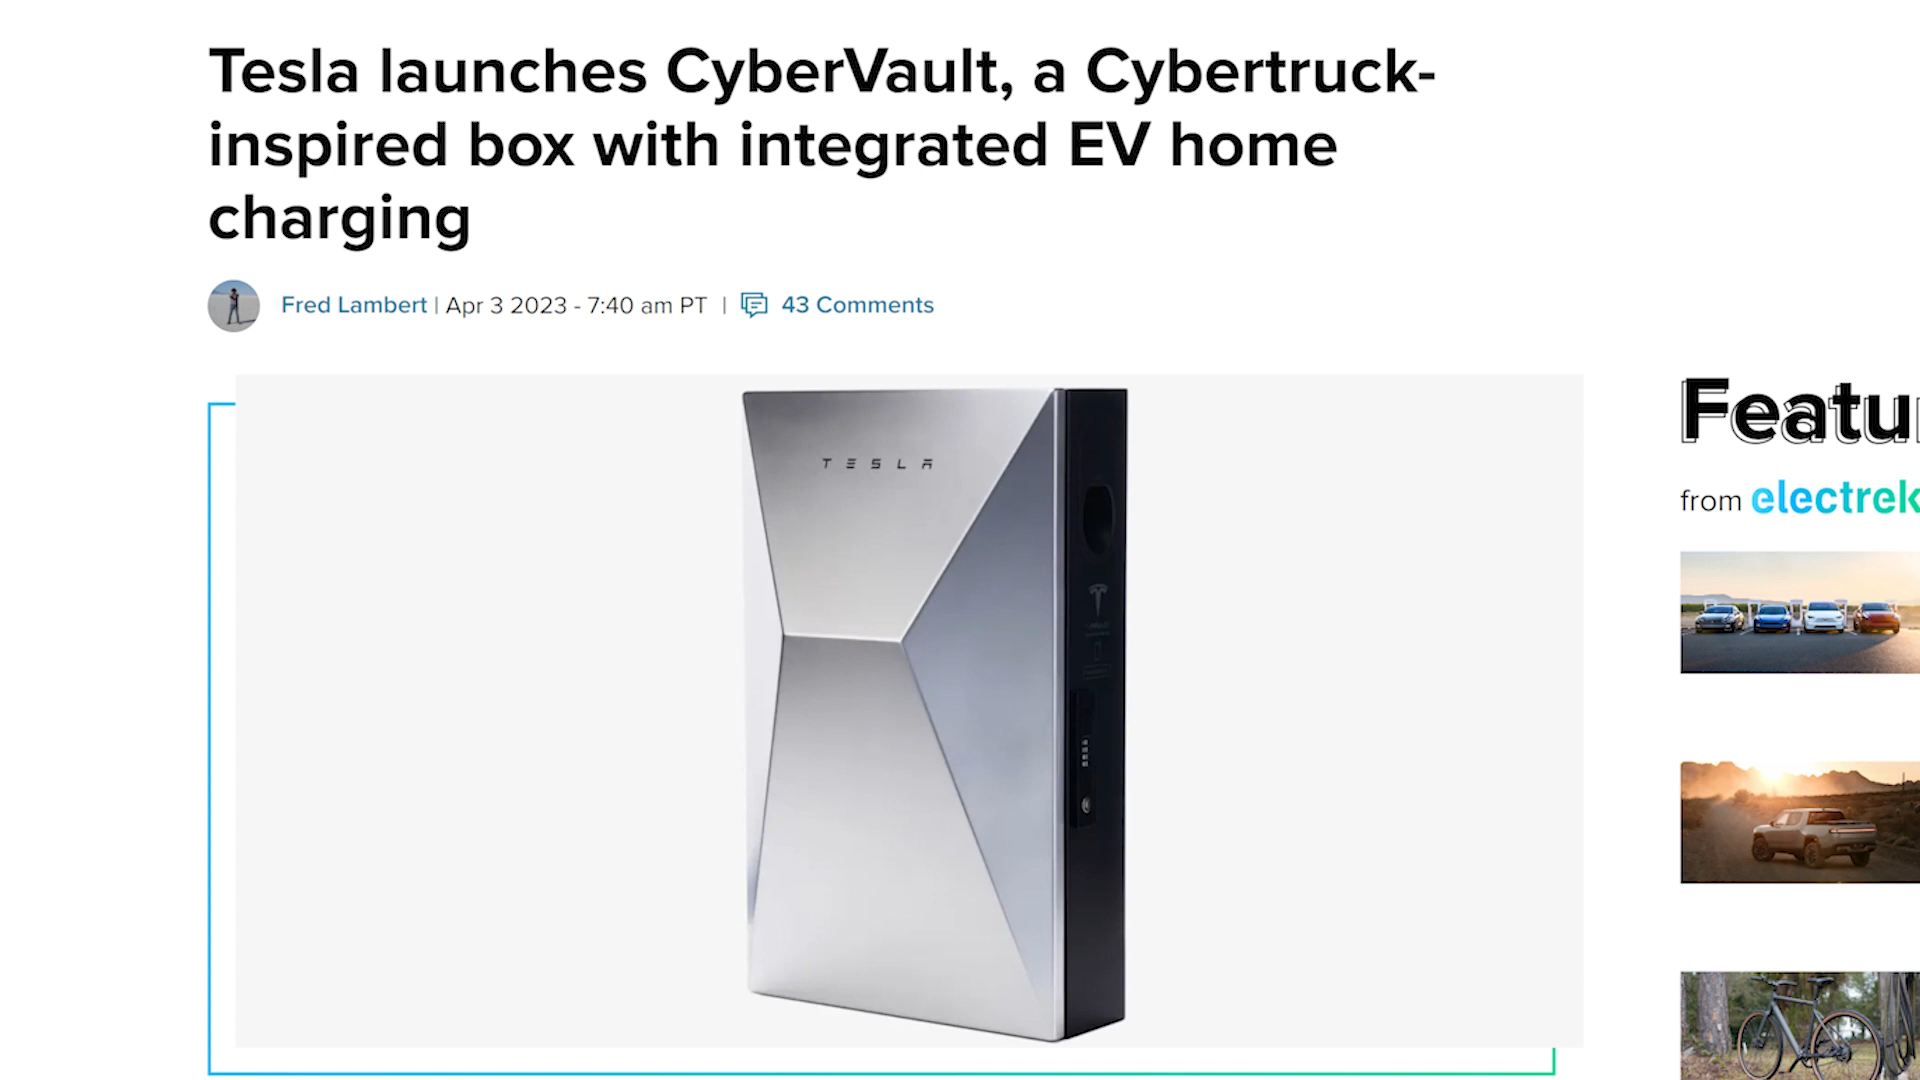 Tesla launches CyberVault, a Cybertruck-
inspired box with integrated EV home
charging
Fred Lambert | Apr 3 2023 - 7:40 am PT | 43 Comments
TESLA
Featu
from electrek